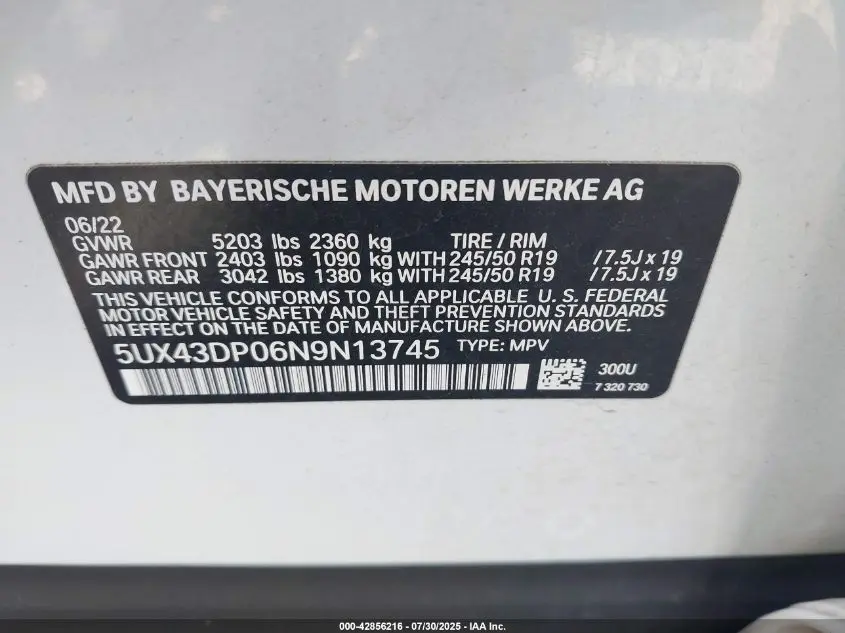 MFD BY BAYERISCHE MOTOREN WERKE AG
06/22
GVWR 5203 lbs 2360 kg TIRE / RIM
GAWR FRONT 2403 lbs 1090 kg WITH 245/50 R19 / 7.5J x 19
GAWR REAR 3042 lbs 1380 kg WITH 245/50 R19 / 7.5J x 19
THIS VEHICLE CONFORMS TO ALL APPLICABLE U. S. FEDERAL
MOTOR VEHICLE SAFETY AND THEFT PREVENTION STANDARDS
IN EFFECT ON THE DATE OF MANUFACTURE SHOWN ABOVE.
5UX43DP06N9N13745 TYPE: MPV
300U
7 320 730
000-42856216 - 07/30/2025 - IAA Inc.